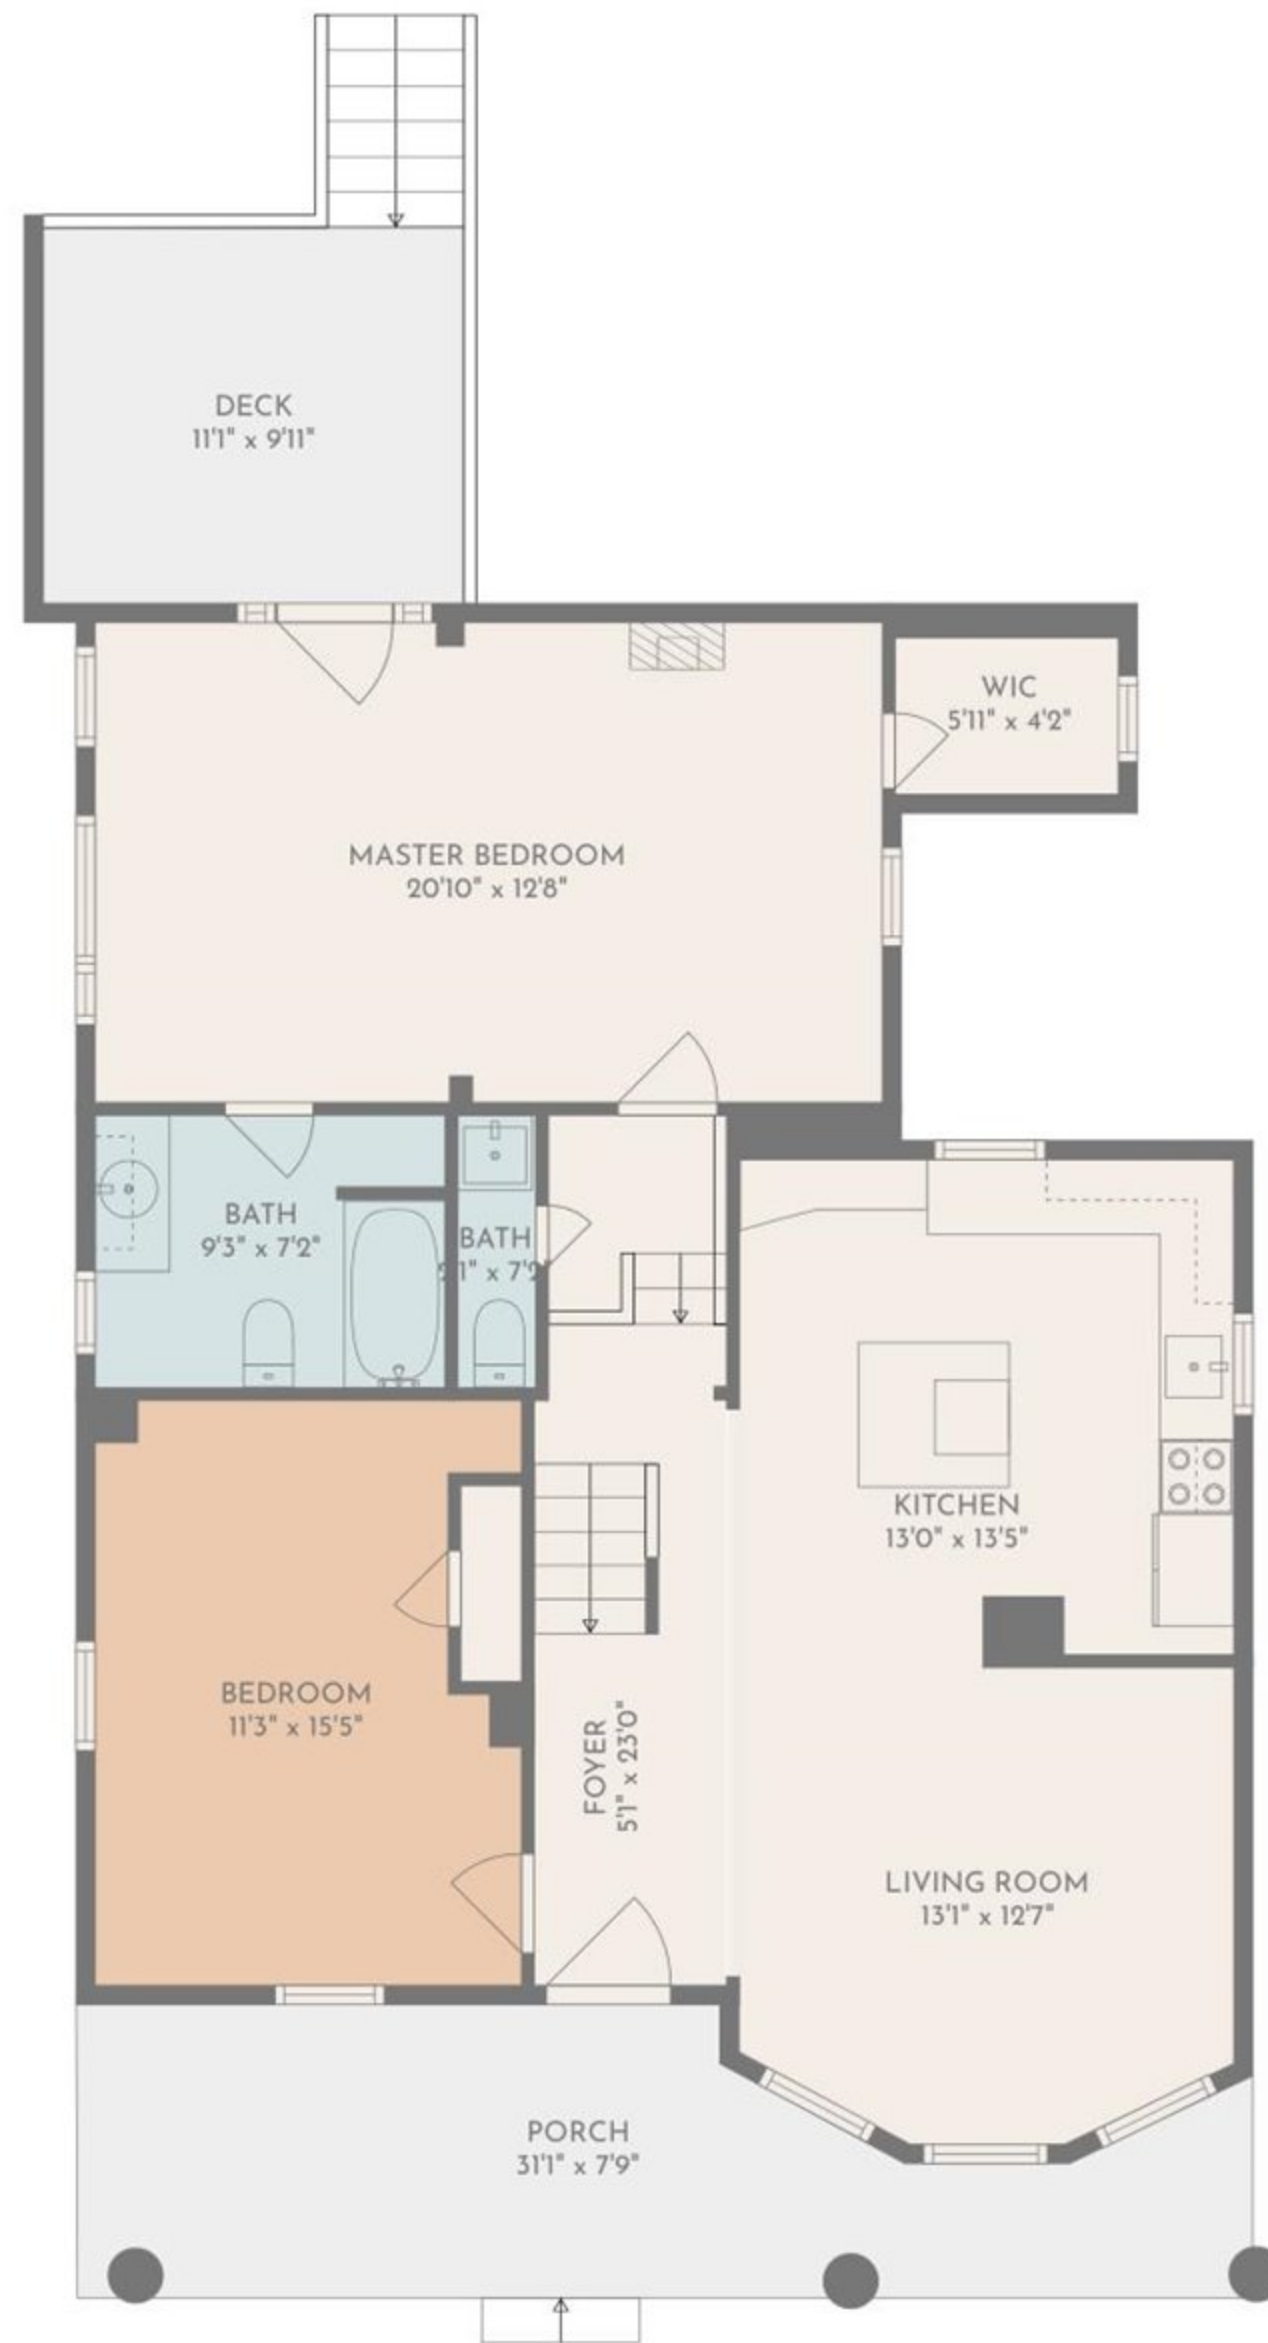 DECK
11'1" x 9'11"
WIC
5'11" x 4'2"
MASTER BEDROOM
20'10" x 12'8"
BATH
9'3" x 7'2"
BATH
x 7'2"
KITCHEN
13'0" x 13'5"
BEDROOM
11'3" x 15'5"
FOYER
5'1" x 23'0"
LIVING ROOM
13'1" x 12'7"
PORCH
31'1" x 7'9"